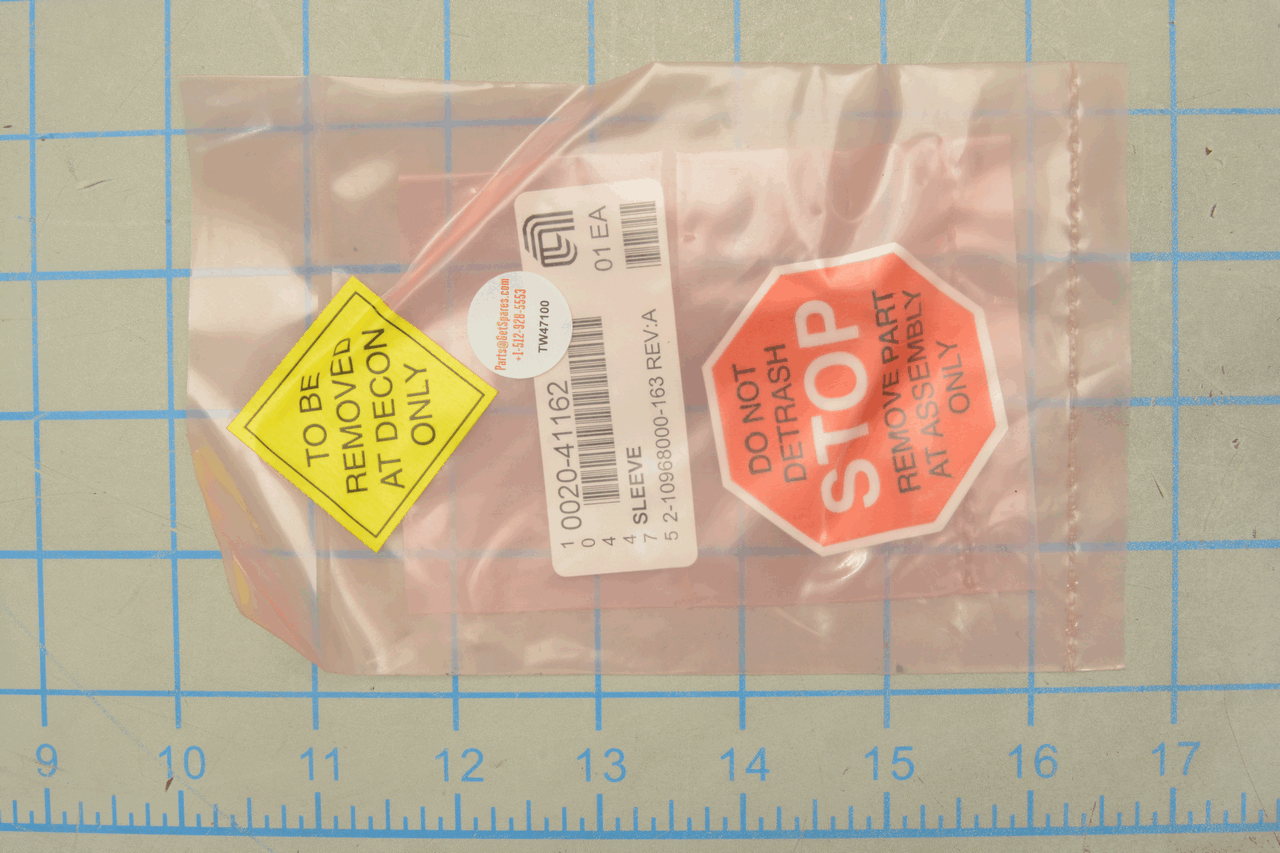 TO BE
REMOVED
AT DECON
ONLY
Parts@GetSpares.com
+1-512-928-5553
TW47100
01 EA
1 0020-41162
0
4
4
7 SLEEVE
5 2-10968000-163 REV:A
DO NOT
DETRASH
STOP
REMOVE PART
AT ASSEMBLY
ONLY
9 10 11 12 13 14 15 16 17